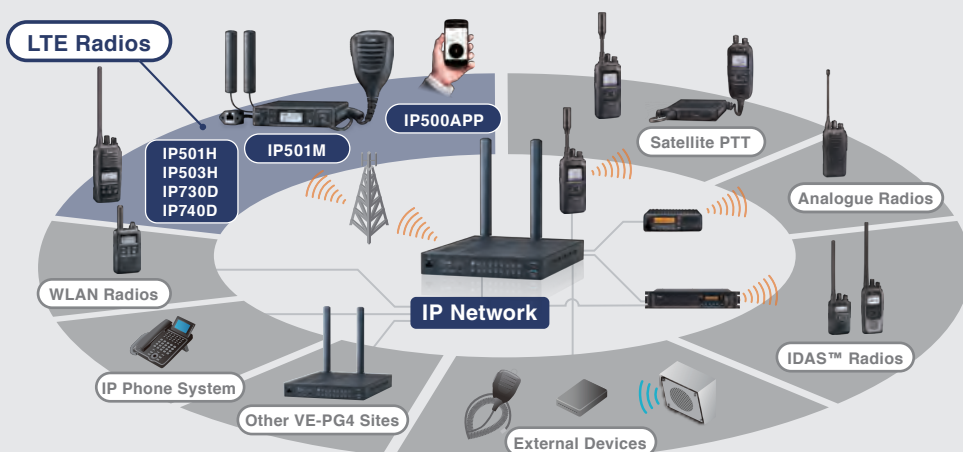 LTE Radios
IP500APP
IP501M
IP501H
IP503H
IP730D
IP740D
Satellite PTT
Analogue Radios
WLAN Radios
IP Network
IDAS™ Radios
IP Phone System
Other VE-PG4 Sites
External Devices